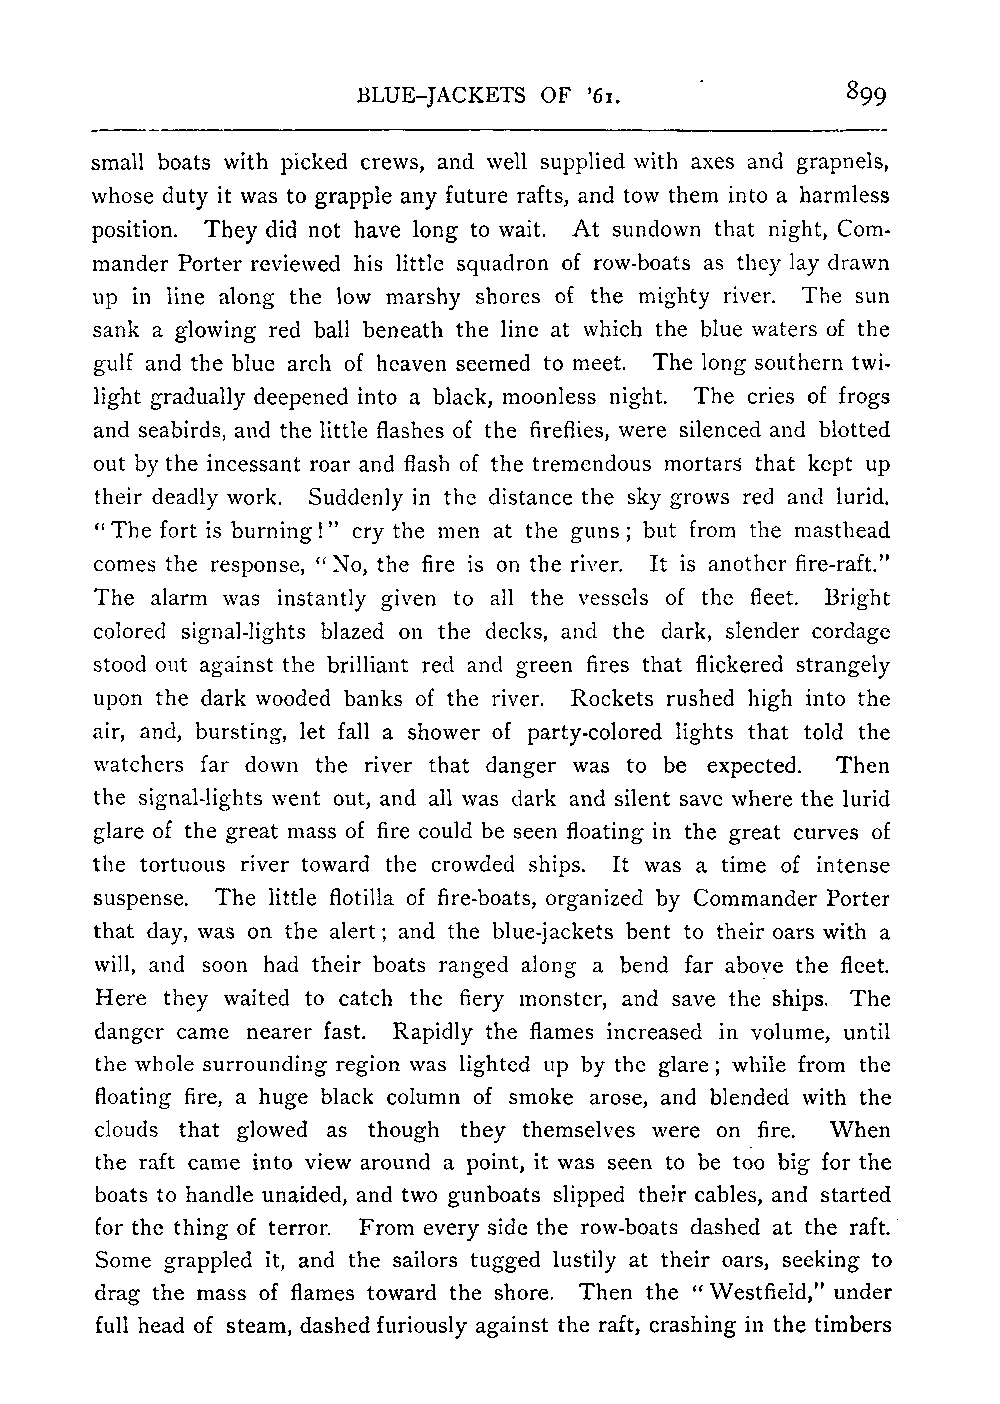 BLUE-JACKETS OF '61. 899
small boats with picked crews, and well supplied with axes and grapnels,
whose duty it was to grapple any future rafts, and tow them into a harmless
position. They did not have long to wait. At sundown that night, Com-
mander Porter reviewed his little squadron of row-boats as they lay drawn
up in line along the low marshy shores of the mighty river. The sun
sank a glowing red ball beneath the line at which the blue waters of the
gulf and the blue arch of heaven seemed to meet. The long southern twi-
light gradually deepened into a black, moonless night. The cries of frogs
and seabirds, and the little flashes of the fireflies, were silenced and blotted
out by the incessant roar and flash of the tremendous mortars that kept up
their deadly work. Suddenly in the distance the sky grows red and lurid.
"The fort is burning!" cry the men at the guns; but from the masthead
comes the response, "No, the fire is on the river. It is another fire-raft."
The alarm was instantly given to all the vessels of the fleet. Bright
colored signal-lights blazed on the decks, and the dark, slender cordage
stood out against the brilliant red and green fires that flickered strangely
upon the dark wooded banks of the river. Rockets rushed high into the
air, and, bursting, let fall a shower of party-colored lights that told the
watchers far down the river that danger was to be expected. Then
the signal-lights went out, and all was dark and silent save where the lurid
glare of the great mass of fire could be seen floating in the great curves of
the tortuous river toward the crowded ships. It was a time of intense
suspense. The little flotilla of fire-boats, organized by Commander Porter
that day, was on the alert; and the blue-jackets bent to their oars with a
will, and soon had their boats ranged along a bend far above the fleet.
Here they waited to catch the fiery monster, and save the ships. The
danger came nearer fast. Rapidly the flames increased in volume, until
the whole surrounding region was lighted up by the glare; while from the
floating fire, a huge black column of smoke arose, and blended with the
clouds that glowed as though they themselves were on fire. When
the raft came into view around a point, it was seen to be too big for the
boats to handle unaided, and two gunboats slipped their cables, and started
for the thing of terror. From every side the row-boats dashed at the raft.
Some grappled it, and the sailors tugged lustily at their oars, seeking to
drag the mass of flames toward the shore. Then the "Westfield," under
full head of steam, dashed furiously against the raft, crashing in the timbers